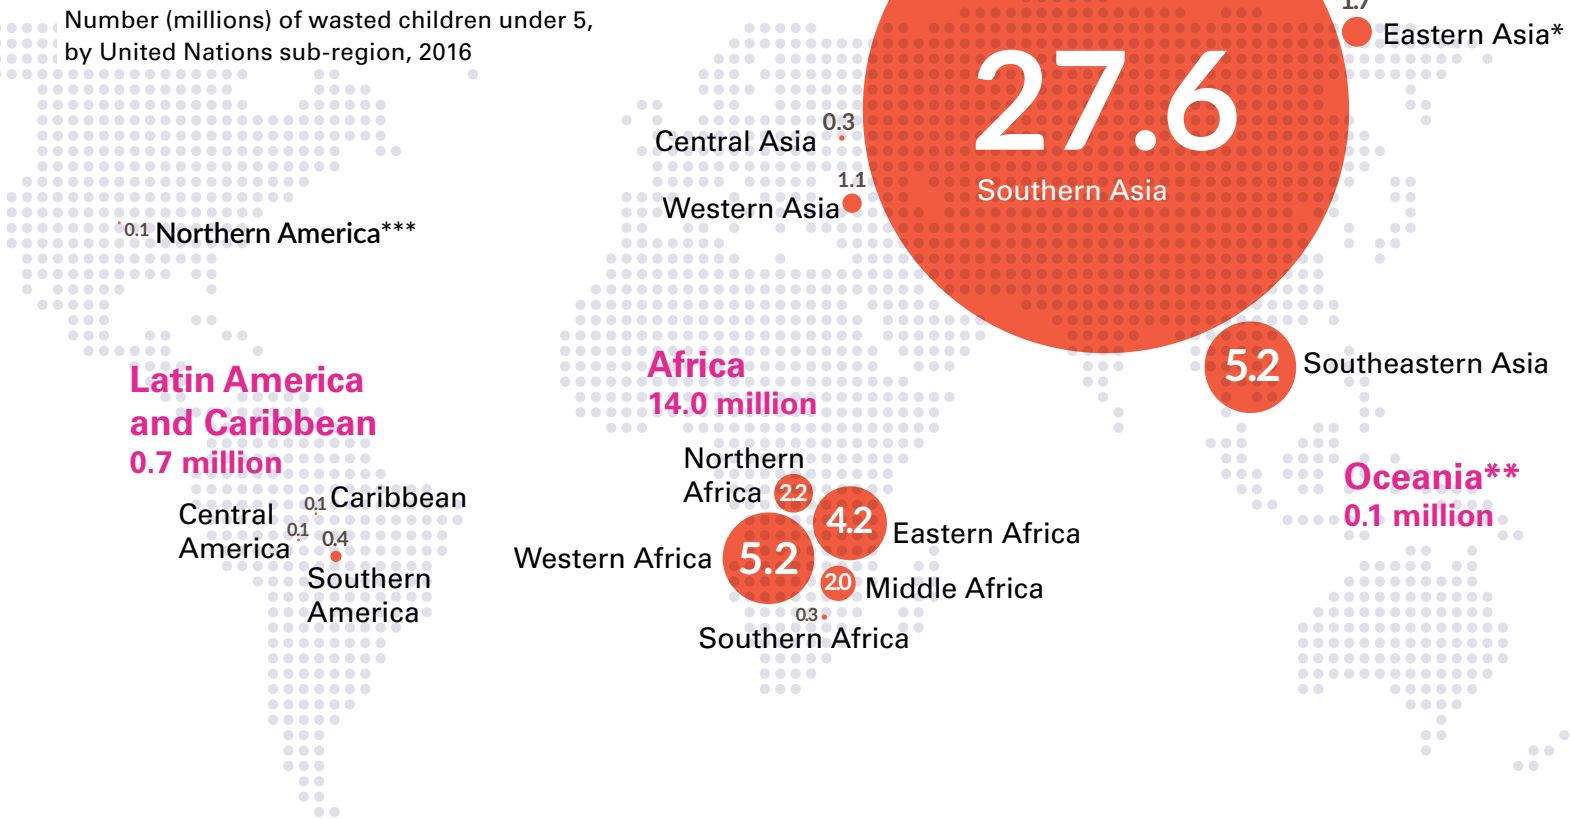 Number (millions) of wasted children under 5,
by United Nations sub-region, 2016
1.7
Eastern Asia*
27.6
Southern Asia
0.3
Central Asia
1.1
Western Asia
0.1 Northern America***
5.2 Southeastern Asia
Latin America
and Caribbean
0.7 million
0.1 Caribbean
Central
America
0.1
0.4
Southern
America
Africa
14.0 million
Northern
Africa
2.2
4.2 Eastern Africa
Western Africa 5.2
2.0 Middle Africa
0.3
Southern Africa
Oceania**
0.1 million